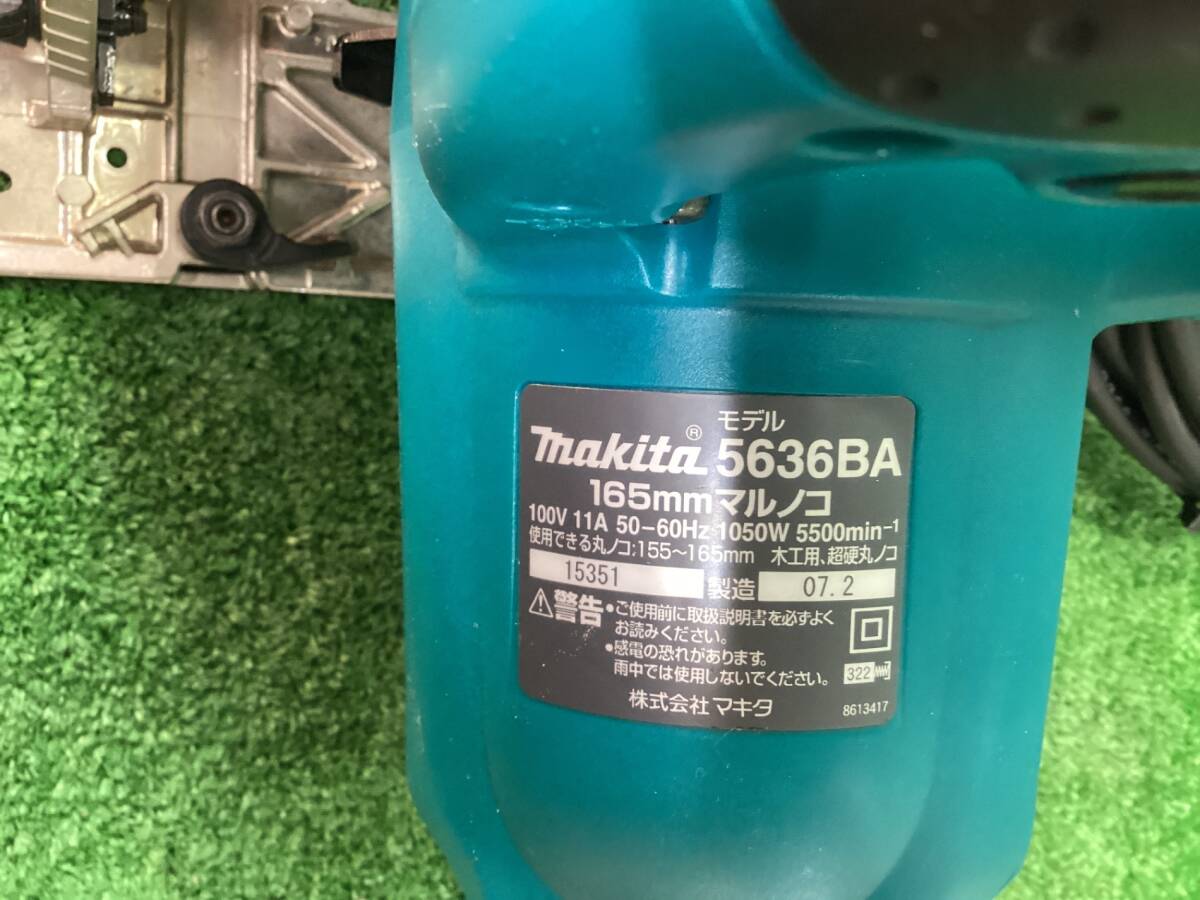 モデル
makita® 5636BA
165mmマルノコ
100V 11A 50-60Hz 1050W 5500min⁻¹
使用できる丸ノコ:155～165mm 木工用、超硬丸ノコ
15351 製造 07.2
⚠警告 •ご使用前に取扱説明書を必ずよく
お読みください。
•感電の恐れがあります。
雨中では使用しないでください。
322
株式会社マキタ
8613417